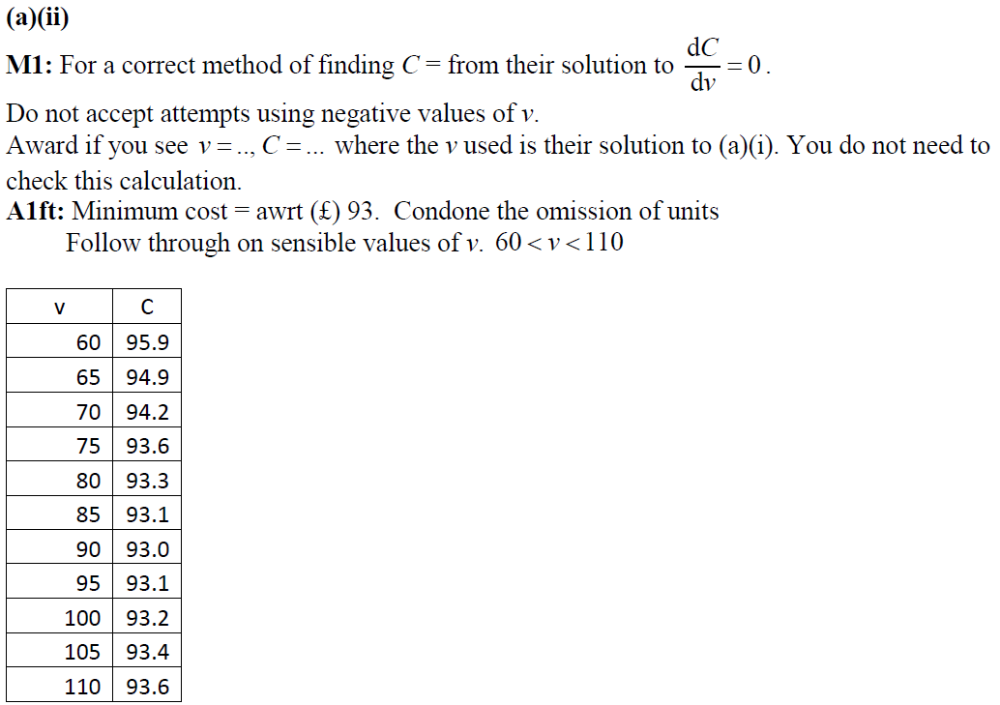 (a)(ii)
M1: For a correct method of finding C = from their solution to dC/dv = 0.
Do not accept attempts using negative values of v.
Award if you see v = .., C = ... where the v used is their solution to (a)(i). You do not need to
check this calculation.
A1ft: Minimum cost = awrt (£) 93. Condone the omission of units
Follow through on sensible values of v. 60 < v < 110
v C
60 95.9
65 94.9
70 94.2
75 93.6
80 93.3
85 93.1
90 93.0
95 93.1
100 93.2
105 93.4
110 93.6